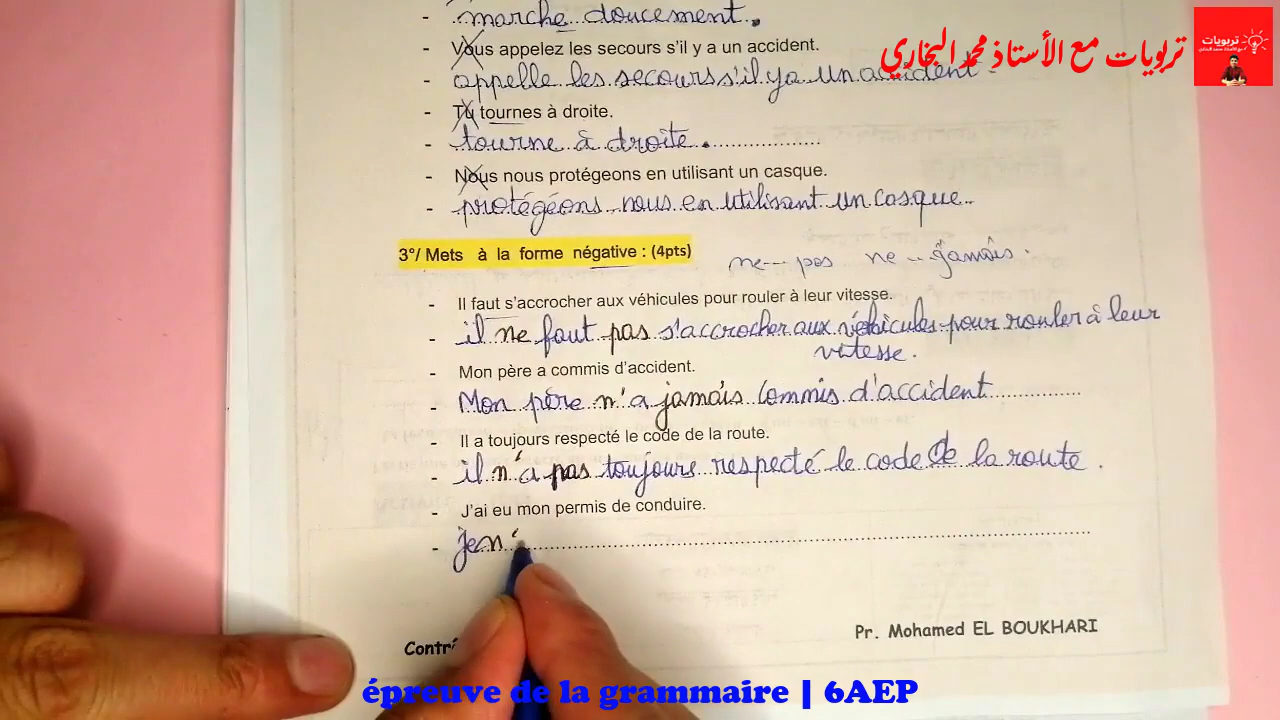 - marche doucement.
- Vous appelez les secours s'il y a un accident.
- appelle les secours s'il y a un accident -
- Tu tournes à droite.
- tourne à droite.
- Nous nous protégeons en utilisant un casque.
- protégéons nous en utilisant un casque.
3°/ Mets à la forme négative : (4pts)
ne--- pas ne -- jamais.
- Il faut s'accrocher aux véhicules pour rouler à leur vitesse.
- il ne faut pas s'accrocher aux véhicules pour rouler à leur
vitesse.
- Mon père a commis d'accident.
- Mon père n'a jamais commis d'accident
- Il a toujours respecté le code de la route.
- il n'a pas toujours respecté le code de la route.
- J'ai eu mon permis de conduire.
- Je n'
Pr. Mohamed EL BOUKHARI
Contr
تربويات مع الأستاذ محمد البخاري
تربويات
épreuve de la grammaire | 6AEP